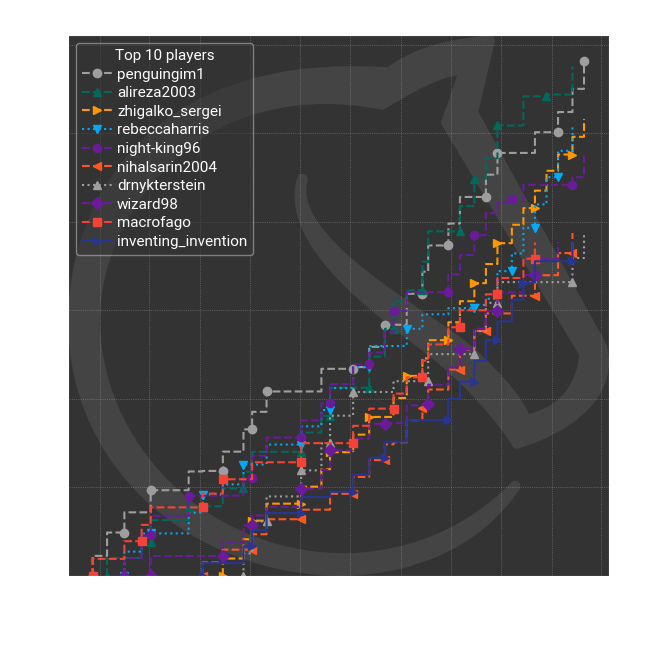 Top 10 players
penguingim1
alireza2003
zhigalko_sergei
rebeccaharris
night-king96
nihalsarin2004
drnykterstein
wizard98
macrofago
inventing_invention